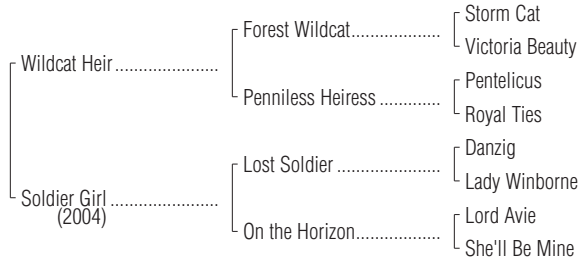 Storm Cat
Forest Wildcat....................
Victoria Beauty
Wildcat Heir.......................
Pentelicus
Penniless Heiress .............
Royal Ties
Danzig
Lost Soldier .......................
Lady Winborne
Soldier Girl ........................
(2004)
Lord Avie
On the Horizon...................
She'll Be Mine